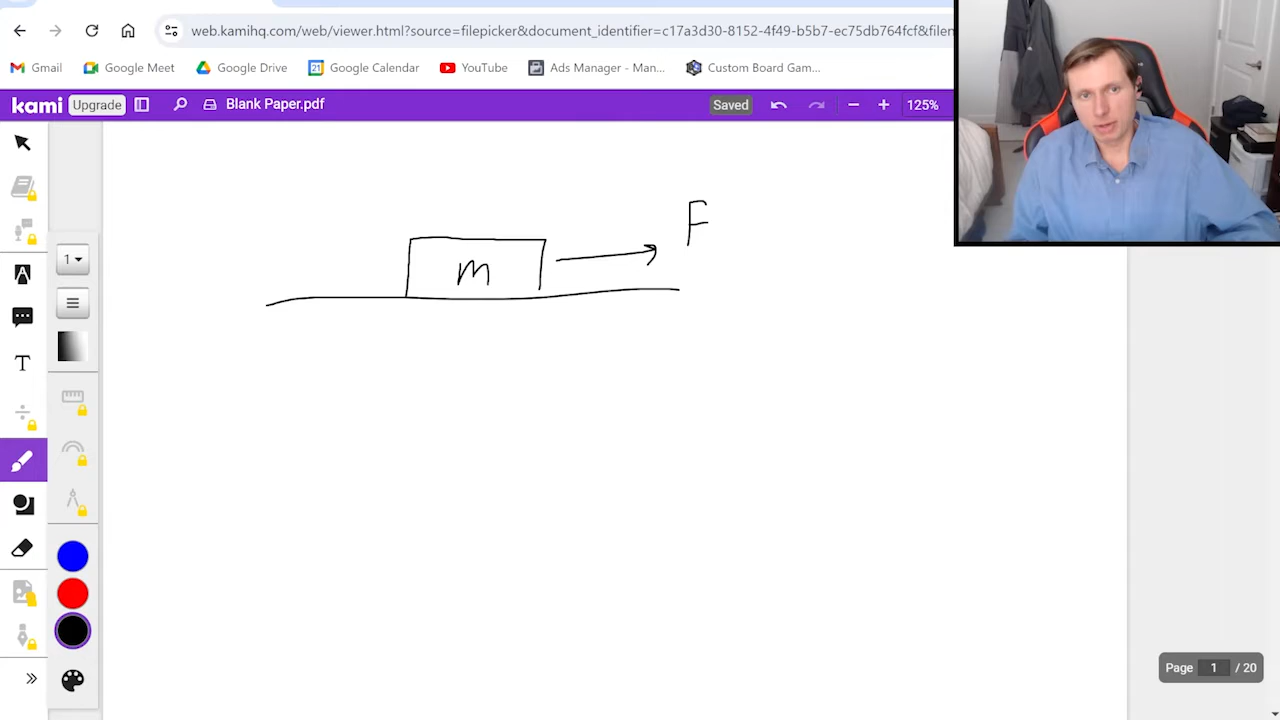 web.kamihq.com/web/viewer.html?source=filepicker&document_identifier=c17a3d30-8152-4f49-b5b7-ec75db764fcf&filen
Gmail
Google Meet
Google Drive
31 Google Calendar
YouTube
Ads Manager - Man...
Custom Board Gam...
kami
Upgrade
Blank Paper.pdf
Saved
125%
F
m
1
A
T
Page 1 / 20